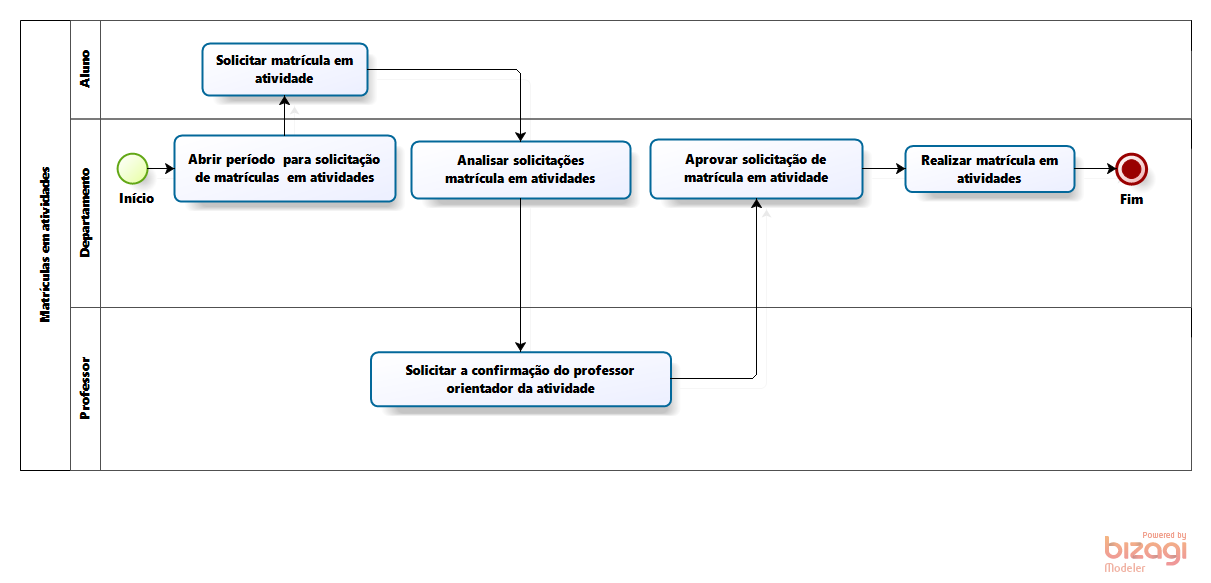 Matrículas em atividades
Aluno
Solicitar matrícula em
atividade
Departamento
Início
Abrir período para solicitação
de matrículas em atividades
Analisar solicitações
matrícula em atividades
Aprovar solicitação de
matrícula em atividade
Realizar matrícula em
atividades
Fim
Professor
Solicitar a confirmação do professor
orientador da atividade
Powered by
bizagi
Modeler